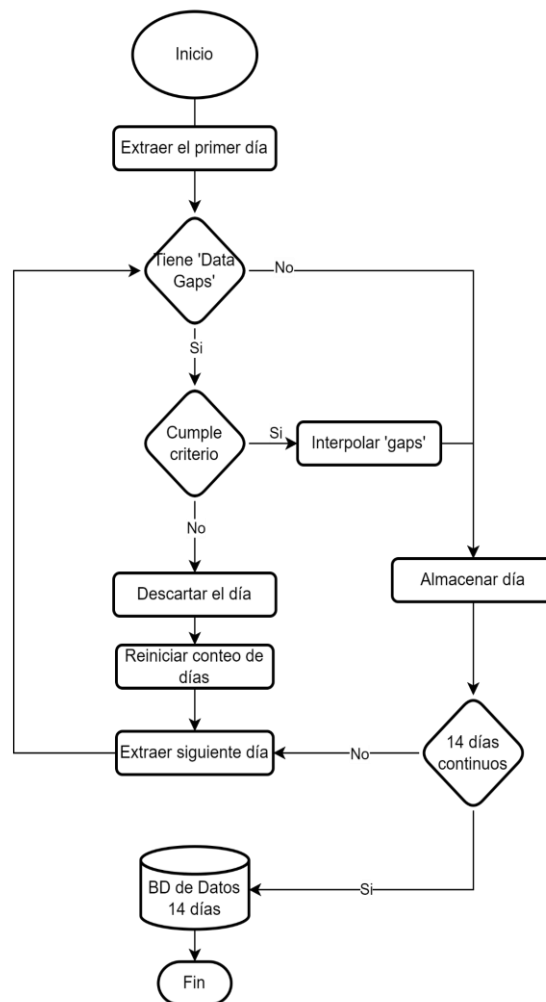 Inicio
Extraer el primer día
Tiene 'Data
Gaps'
No
Si
Cumple
criterio
Si
Interpolar 'gaps'
No
Almacenar día
Descartar el día
Reiniciar conteo de
días
Extraer siguiente día
No
14 días
continuos
Si
BD de Datos
14 días
Fin